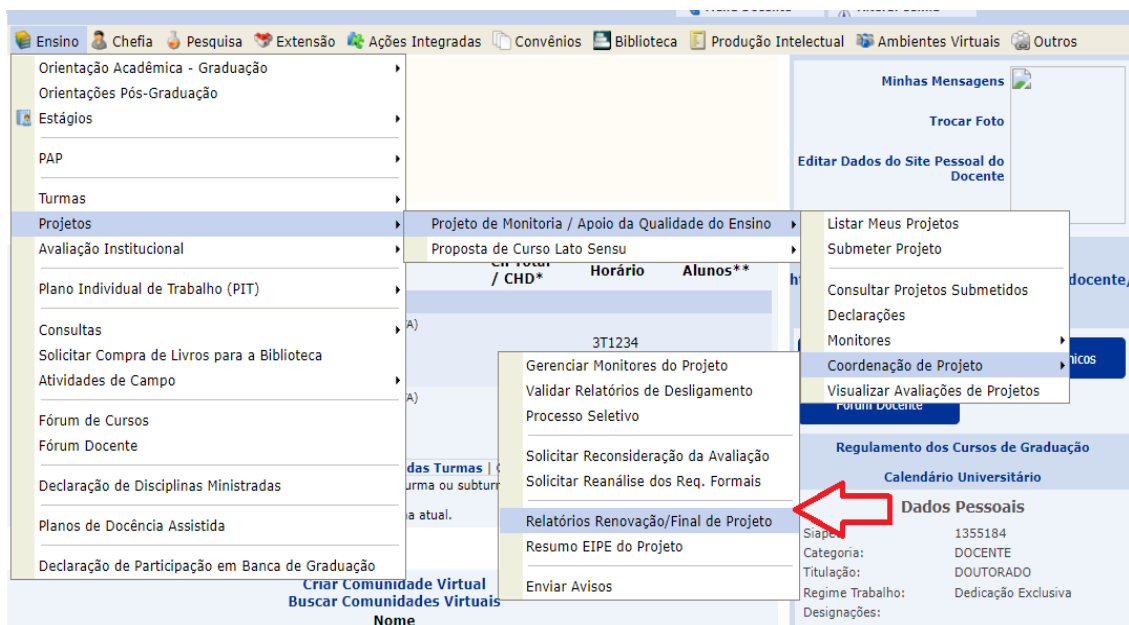 Ensino Chefia Pesquisa Extensão Ações Integradas Convênios Biblioteca Produção Intelectual Ambientes Virtuais Outros
Orientação Acadêmica - Graduação
Orientações Pós-Graduação
Estágios
PAP
Turmas
Projetos
Avaliação Institucional
Plano Individual de Trabalho (PIT)
Consultas
Solicitar Compra de Livros para a Biblioteca
Atividades de Campo
Fórum de Cursos
Fórum Docente
Declaração de Disciplinas Ministradas
Planos de Docência Assistida
Declaração de Participação em Banca de Graduação
Projeto de Monitoria / Apoio da Qualidade do Ensino
Proposta de Curso Lato Sensu
/ CHD*
Horário
Alunos**
A)
3T1234
A)
das Turmas |
a atual.
Listar Meus Projetos
Submeter Projeto
Consultar Projetos Submetidos
Declarações
Monitores
Coordenação de Projeto
Visualizar Avaliações de Projetos
Gerenciar Monitores do Projeto
Validar Relatórios de Desligamento
Processo Seletivo
Solicitar Reconsideração da Avaliação
Solicitar Reanálise dos Req. Formais
Relatórios Renovação/Final de Projeto
Resumo EIPE do Projeto
Enviar Avisos
Criar Comunidade Virtual
Buscar Comunidades Virtuais
Nome
Minhas Mensagens
Trocar Foto
Editar Dados do Site Pessoal do
Docente
docente/
nicos
Fórum Docente
Regulamento dos Cursos de Graduação
Calendário Universitário
Dados Pessoais
Siape: 1355184
Categoria: DOCENTE
Titulação: DOUTORADO
Regime Trabalho: Dedicação Exclusiva
Designações: